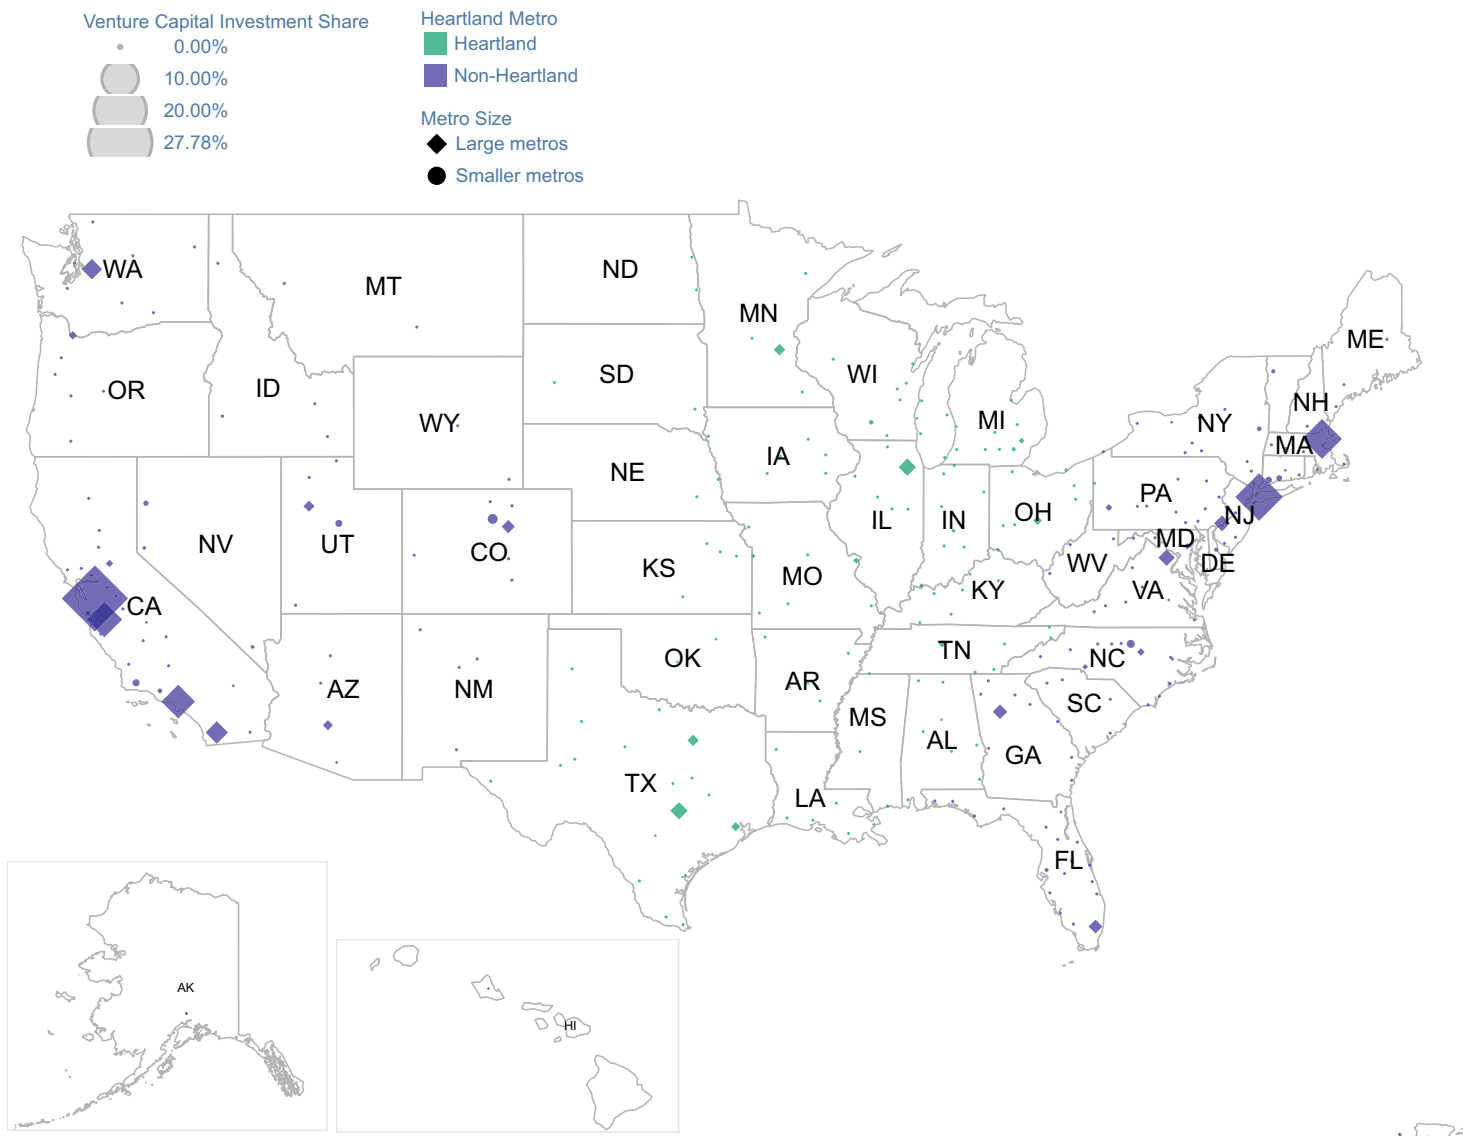 Venture Capital Investment Share
0.00%
10.00%
20.00%
27.78%
Heartland Metro
Heartland
Non-Heartland
Metro Size
Large metros
Smaller metros
WA
MT
ND
MN
ME
OR
ID
SD
WI
WY
MI
NY
NH
MA
NE
IA
PA
NV
UT
CO
IL
IN
OH
NJ
MD
KS
MO
WV
DE
CA
KY
VA
OK
TN
NC
AZ
NM
AR
SC
MS
AL
GA
TX
LA
FL
AK
HI